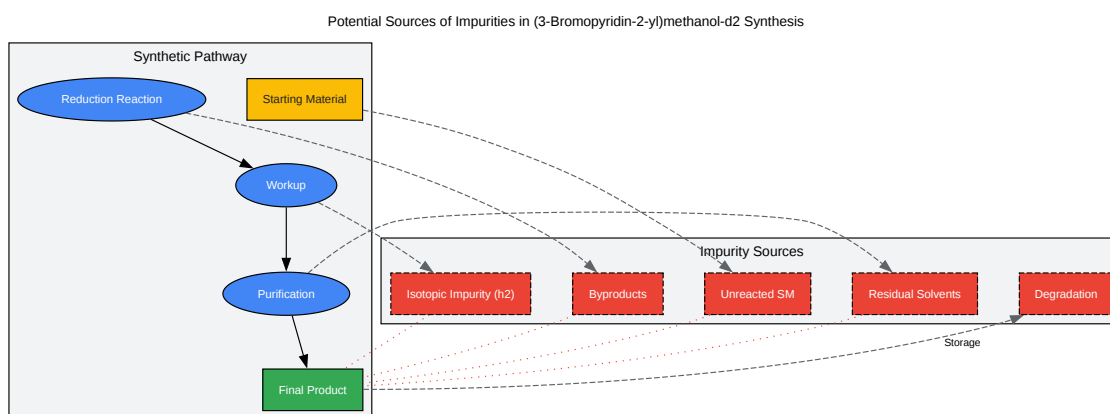 Potential Sources of Impurities in (3-Bromopyridin-2-yl)methanol-d2 Synthesis
Synthetic Pathway
Reduction Reaction
Starting Material
Workup
Impurity Sources
Purification
Isotopic Impurity (h2)
Byproducts
Unreacted SM
Residual Solvents
Degradation
Storage
Final Product